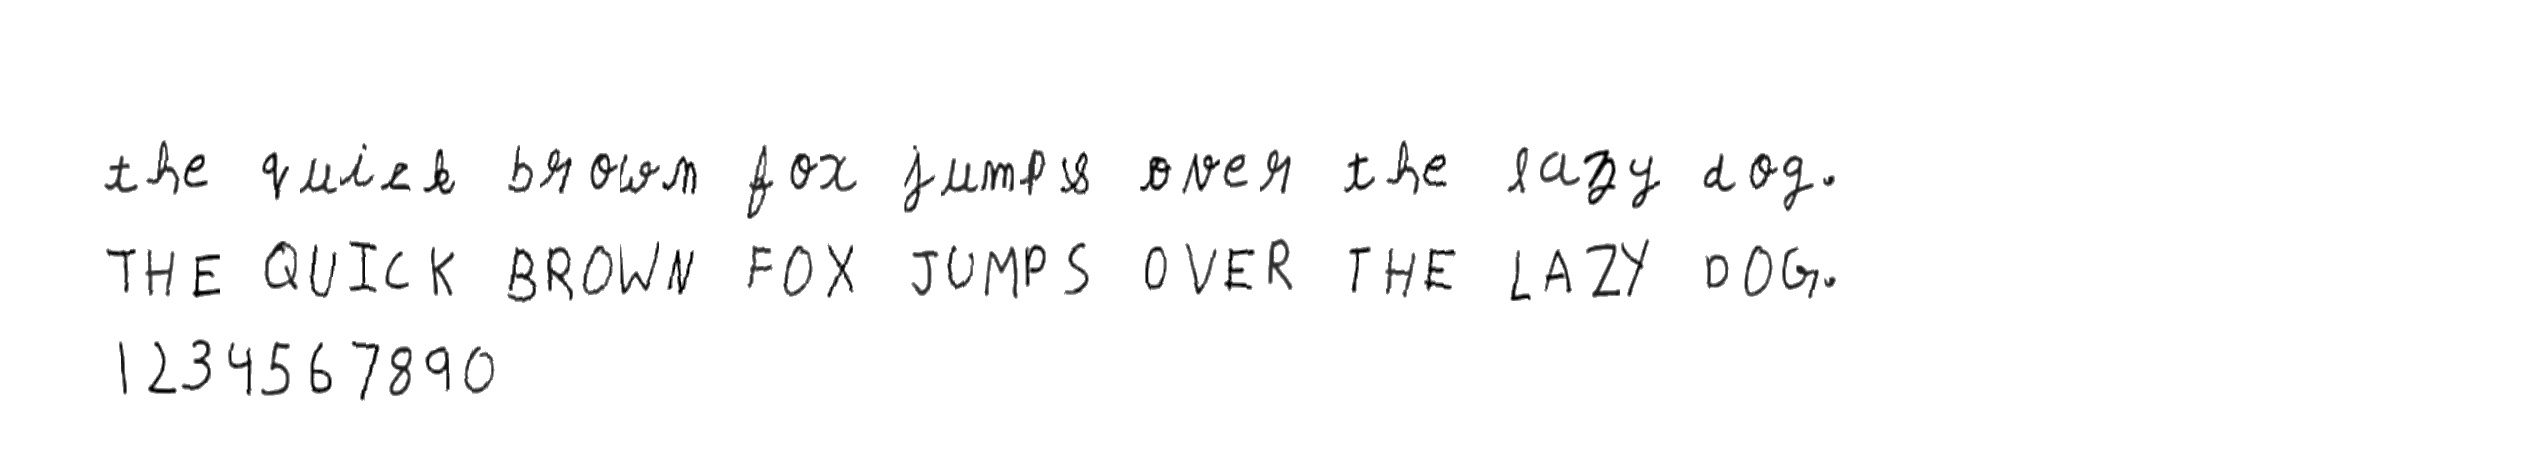 the quick brown fox jumps over the lazy dog.
THE QUICK BROWN FOX JUMPS OVER THE LAZY DOG.
1234567890